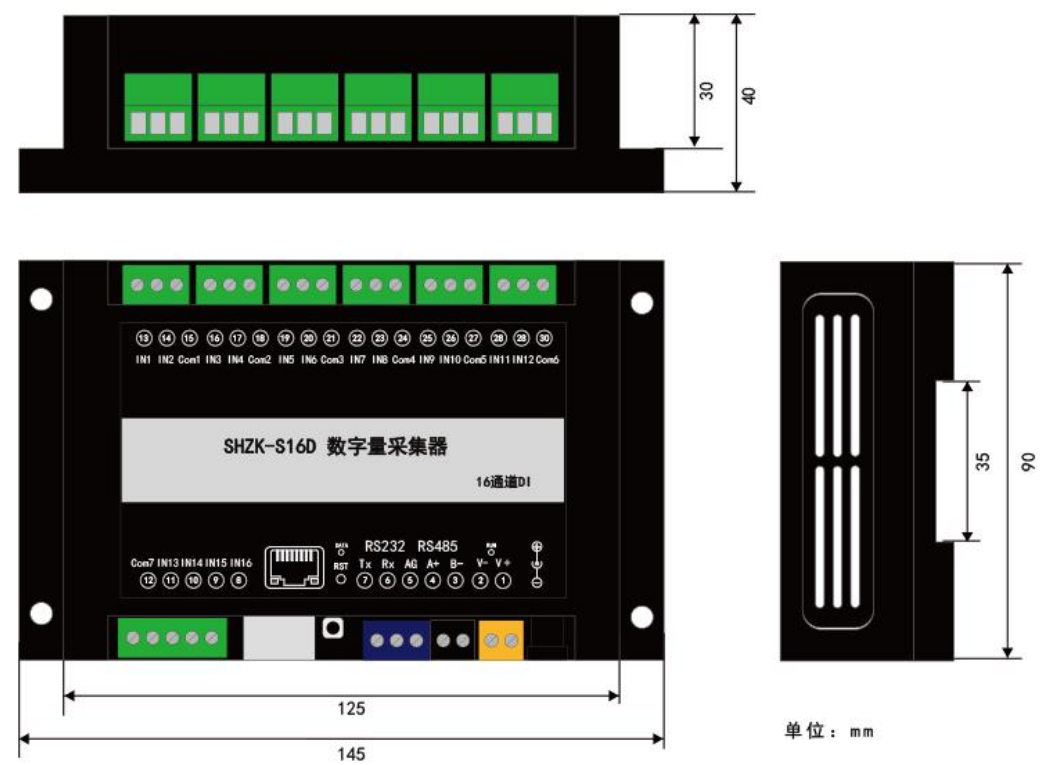 30
40
13 14 15 16 17 18 19 20 21 22 23 24 25 26 27 28 28 30
IN1 IN2 Com1 IN3 IN4 Com2 IN5 IN6 Com3 IN7 IN8 Com4 IN9 IN10 Com5 IN11 IN12 Com6
SHZK-S16D 数字量采集器
16通道DI
DATA RS232 RS485 RUN
Com7 IN13 IN14 IN15 IN16 RST Tx Rx AG A+ B- V- V+
12 11 10 9 8 7 6 5 4 3 2 1
35
90
125
145
单位：mm